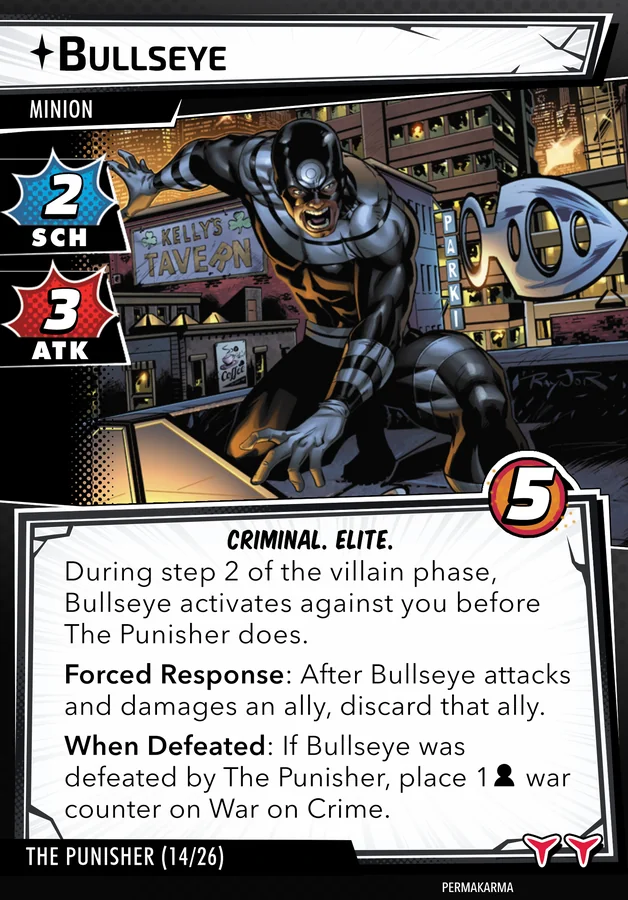 BULLSEYE
MINION
2
SCH
3
ATK
KELLY'S
TAVERN
PARKI
Coffee
5
CRIMINAL. ELITE.
During step 2 of the villain phase,
Bullseye activates against you before
The Punisher does.
Forced Response: After Bullseye attacks
and damages an ally, discard that ally.
When Defeated: If Bullseye was
defeated by The Punisher, place 1 war
counter on War on Crime.
THE PUNISHER (14/26)
PERMAKARMA